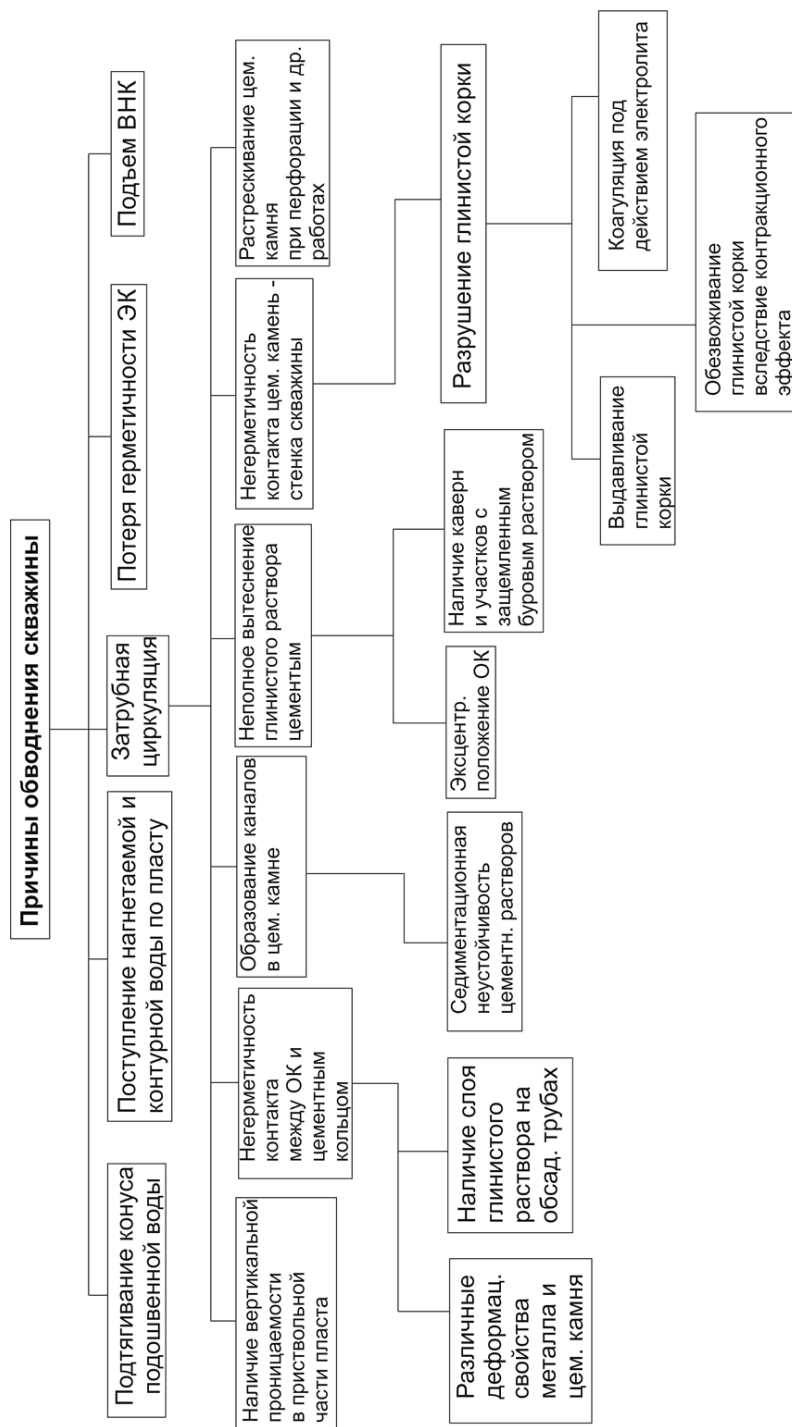 Причины обводнения скважины
Подтягивание конуса
подошвенной воды
Поступление нагнетаемой и
контурной воды по пласту
Затрубная
циркуляция
Потеря герметичности ЭК
Подъем ВНК
Наличие вертикальной
проницаемости
в приствольной
части пласта
Негерметичность
контакта
между ОК и
цементным
кольцом
Образование каналов
в цем. камне
Неполное вытеснение
глинистого раствора
цементым
Негерметичность
контакта цем. камень -
стенка скважины
Растрескивание цем.
камня
при перфорации и др.
работах
Различные
деформац.
свойства
металла и
цем. камня
Наличие слоя
глинистого
раствора на
обсад. трубах
Седиментационная
неустойчивость
цементн. растворов
Эксцентр.
положение ОК
Наличие каверн
и участков с
защемленным
буровым раствором
Разрушение глинистой корки
Выдавливание
глинистой
корки
Обезвоживание
глинистой корки
вследствие контракционного
эффекта
Коагуляция под
действием электролита